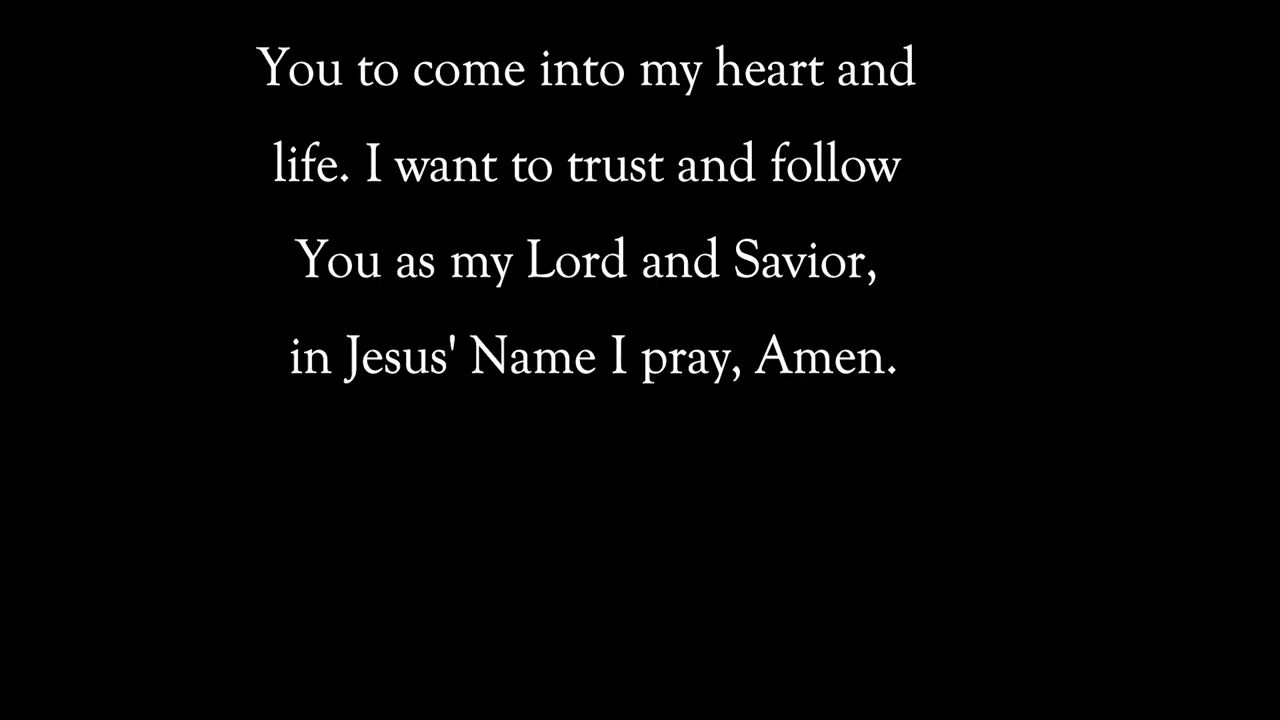 You to come into my heart and
life. I want to trust and follow
You as my Lord and Savior,
in Jesus' Name I pray, Amen.